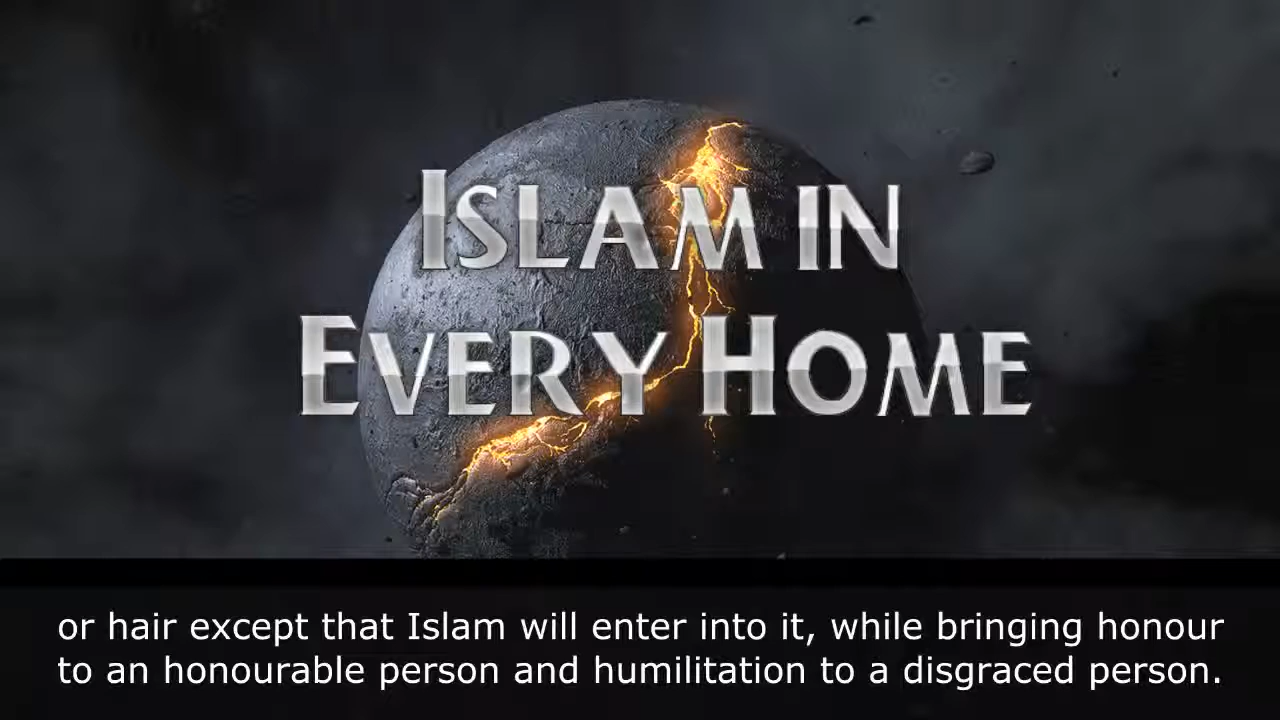 ISLAM IN
EVERY HOME
or hair except that Islam will enter into it, while bringing honour
to an honourable person and humilitation to a disgraced person.